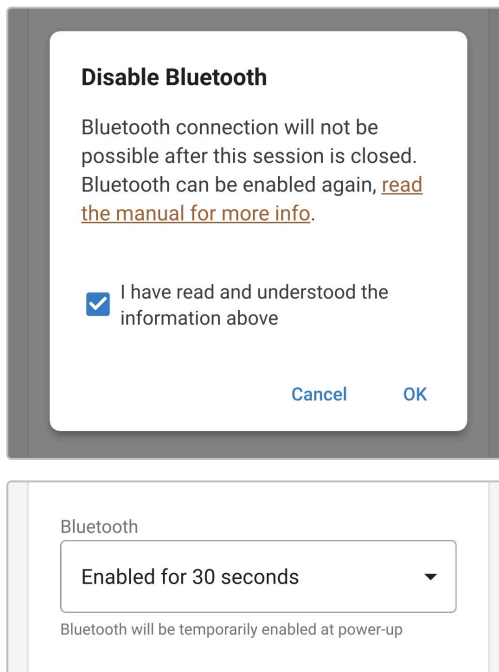 Disable Bluetooth
Bluetooth connection will not be
possible after this session is closed.
Bluetooth can be enabled again, read
the manual for more info.
I have read and understood the
information above
Cancel OK
Bluetooth
Enabled for 30 seconds
Bluetooth will be temporarily enabled at power-up